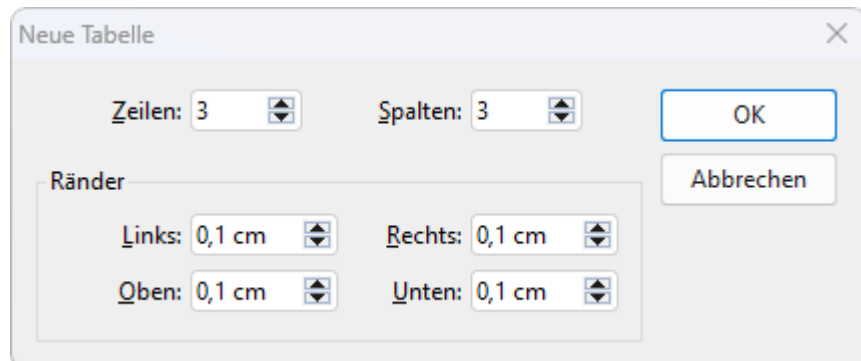 Neue Tabelle
Zeilen: 3 Spalten: 3 OK
Abbrechen
Ränder
Links: 0,1 cm Rechts: 0,1 cm
Oben: 0,1 cm Unten: 0,1 cm